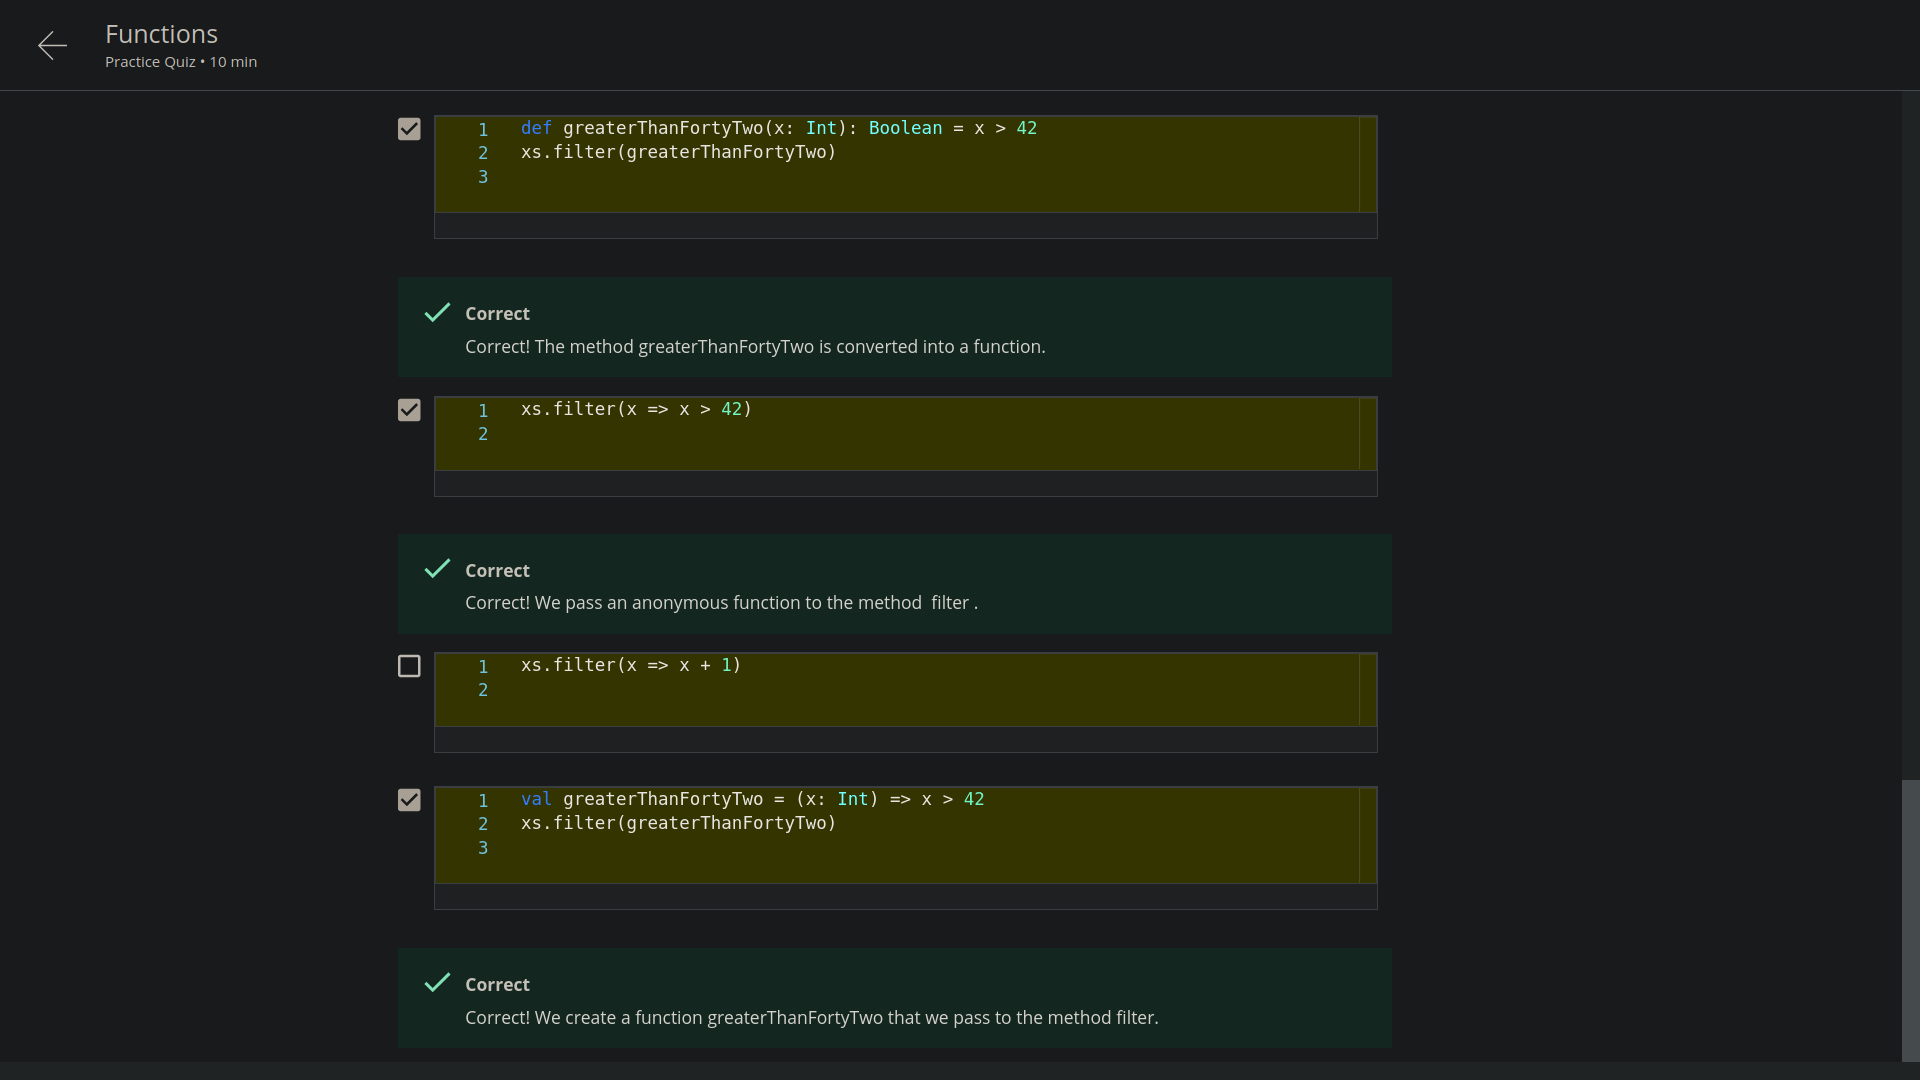 Functions
Practice Quiz • 10 min
1 def greaterThanFortyTwo(x: Int): Boolean = x > 42
2 xs.filter(greaterThanFortyTwo)
3
Correct
Correct! The method greaterThanFortyTwo is converted into a function.
1 xs.filter(x => x > 42)
2
Correct
Correct! We pass an anonymous function to the method  filter .
1 xs.filter(x => x + 1)
2
1 val greaterThanFortyTwo = (x: Int) => x > 42
2 xs.filter(greaterThanFortyTwo)
3
Correct
Correct! We create a function greaterThanFortyTwo that we pass to the method filter.